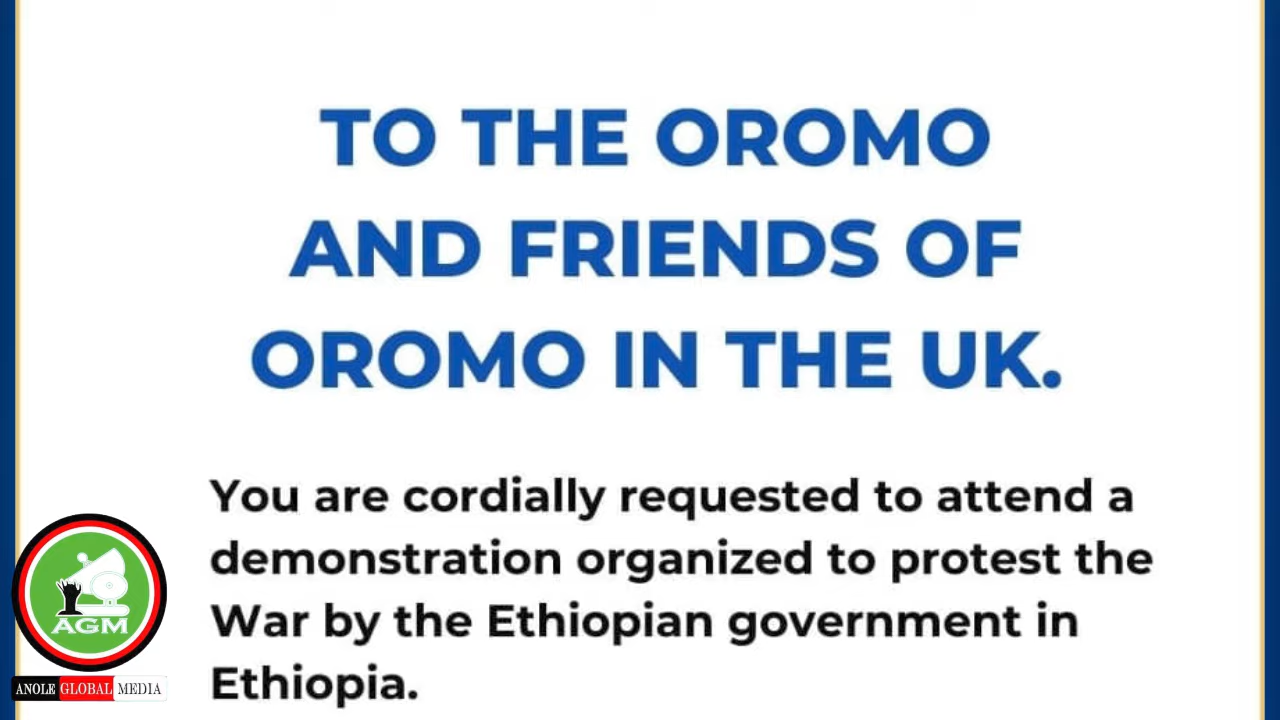 TO THE OROMO
AND FRIENDS OF
OROMO IN THE UK.
You are cordially requested to attend a
demonstration organized to protest the
War by the Ethiopian government in
Ethiopia.
AGM
ANOLE GLOBAL MEDIA